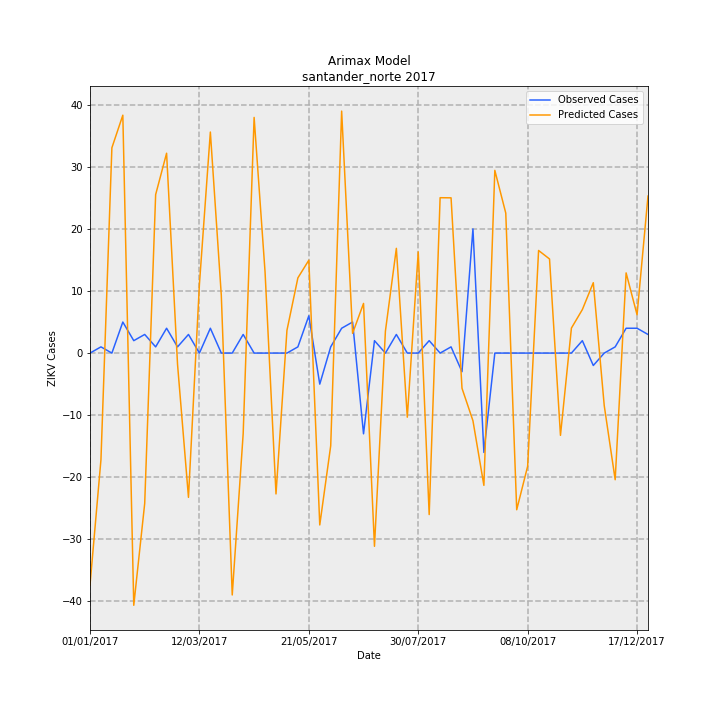 Arimax Model
santander_norte 2017
Observed Cases
Predicted Cases
40
30
20
10
0
−10
−20
−30
−40
ZIKV Cases
01/01/2017
12/03/2017
21/05/2017
30/07/2017
08/10/2017
17/12/2017
Date